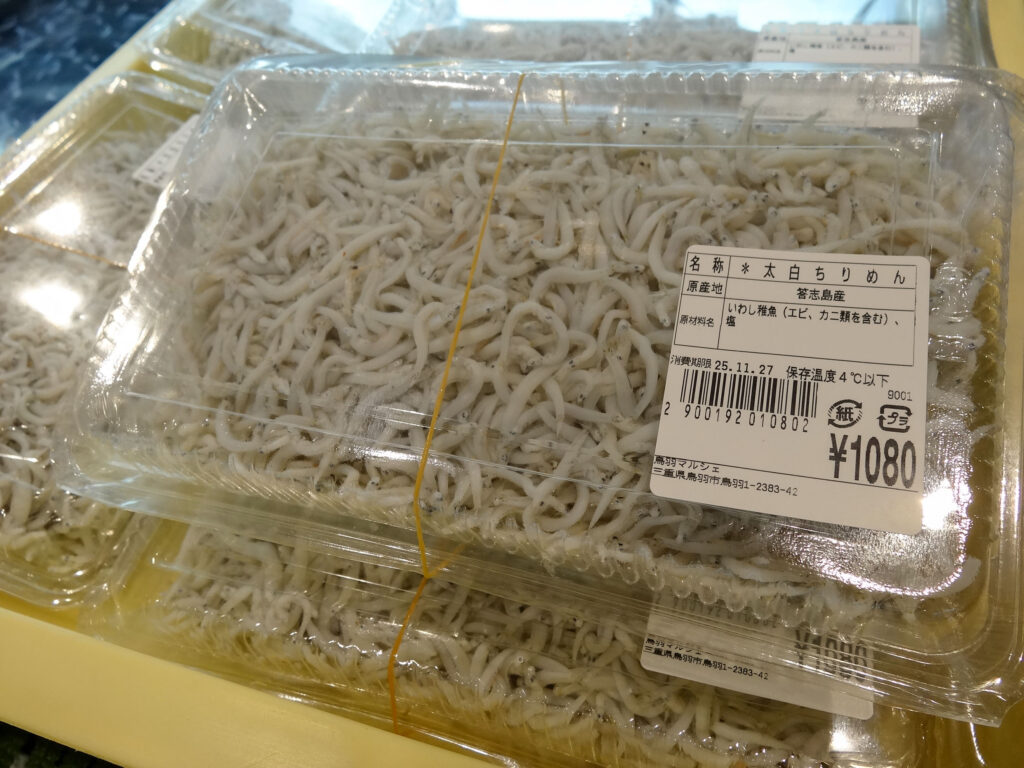 名称 ＊太白ちりめん
原産地 答志島産
原材料名 いわし稚魚（エビ、カニ類を含む）、
塩
消費期限 25.11.27 保存温度4℃以下
9001
2 900192 010802
紙 プラ
¥1080
鳥羽マルシェ
三重県鳥羽市鳥羽1-2383-42
¥1080
鳥羽マルシェ
三重県鳥羽市鳥羽1-2383-42